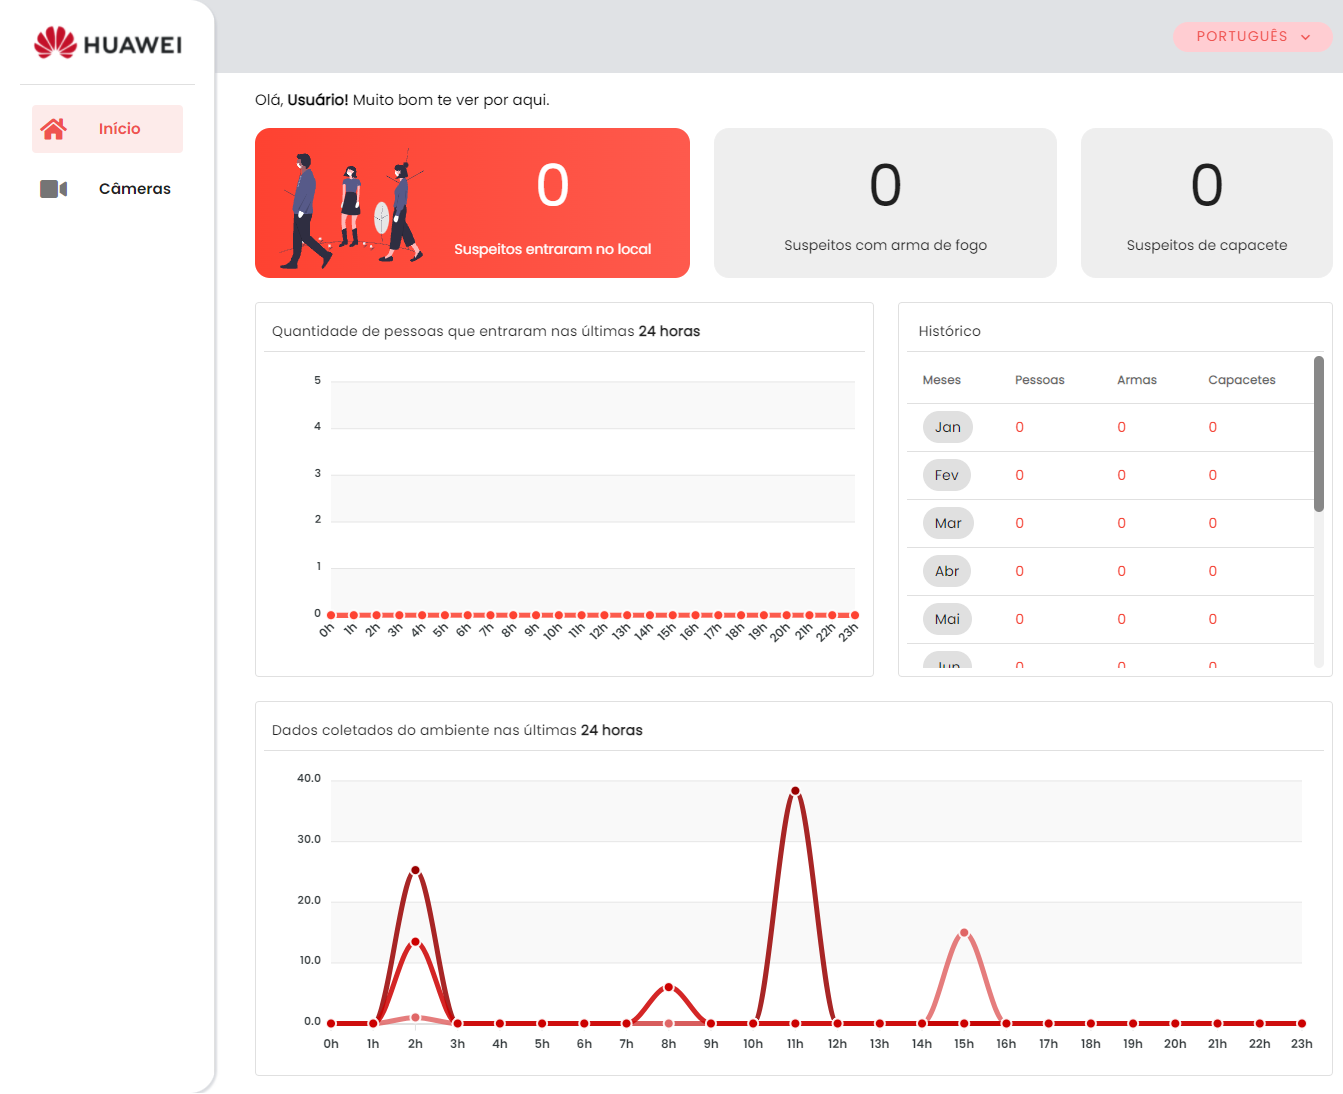 HUAWEI
PORTUGUÊS
Início
Câmeras
Olá, Usuário! Muito bom te ver por aqui.
0
Suspeitos entraram no local
0
Suspeitos com arma de fogo
0
Suspeitos de capacete
Quantidade de pessoas que entraram nas últimas 24 horas
5
4
3
2
1
0
0h 1h 2h 3h 4h 5h 6h 7h 8h 9h 10h 11h 12h 13h 14h 15h 16h 17h 18h 19h 20h 21h 22h 23h
Histórico
Meses Pessoas Armas Capacetes
Jan 0 0 0
Fev 0 0 0
Mar 0 0 0
Abr 0 0 0
Mai 0 0 0
Jun 0 0 0
Dados coletados do ambiente nas últimas 24 horas
40.0
30.0
20.0
10.0
0.0
0h 1h 2h 3h 4h 5h 6h 7h 8h 9h 10h 11h 12h 13h 14h 15h 16h 17h 18h 19h 20h 21h 22h 23h